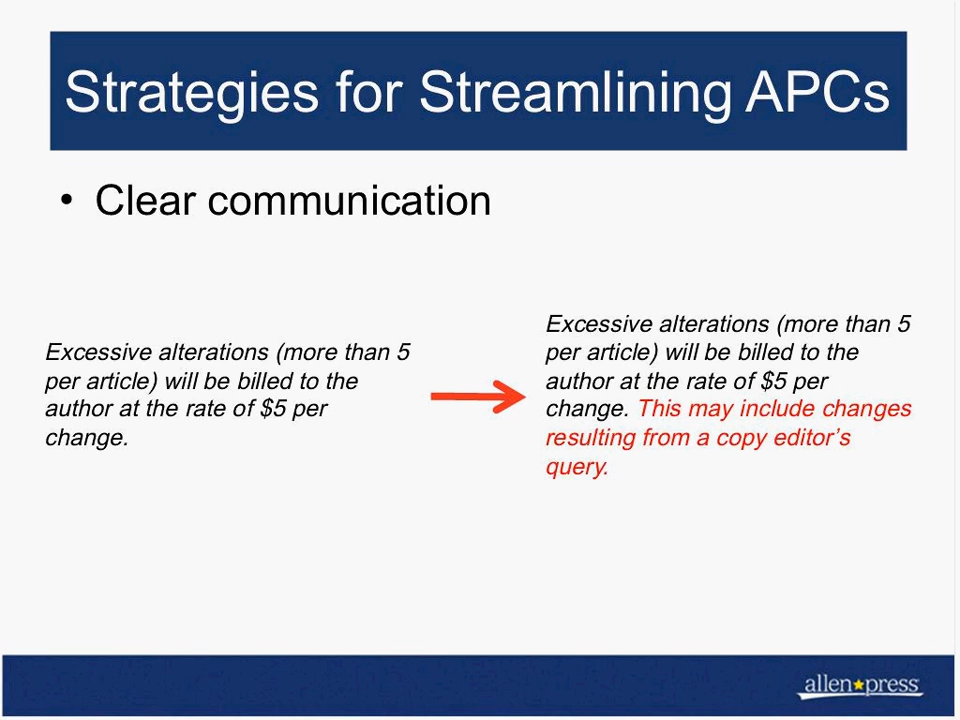 Strategies for Streamlining APCs
• Clear communication
Excessive alterations (more than 5
per article) will be billed to the
author at the rate of $5 per
change.
Excessive alterations (more than 5
per article) will be billed to the
author at the rate of $5 per
change. This may include changes
resulting from a copy editor’s
query.
allen★press